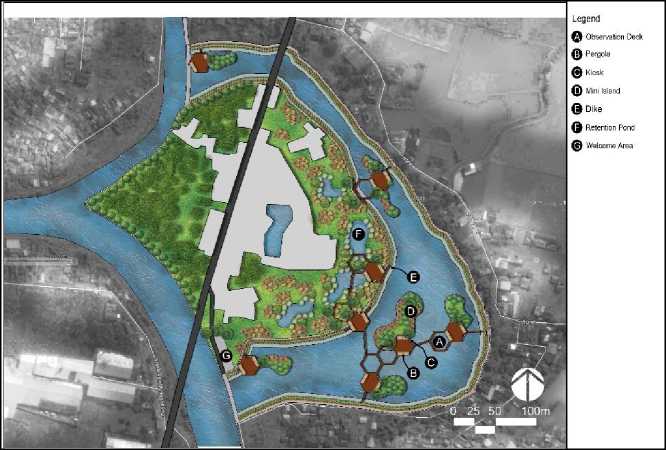 Legend
A Observation Deck
B Pergola
C Kiosk
D Mini Island
E Dike
F Retention Pond
G Welcome Area
F
E
D
A
G
C
B
0 25 50 100m